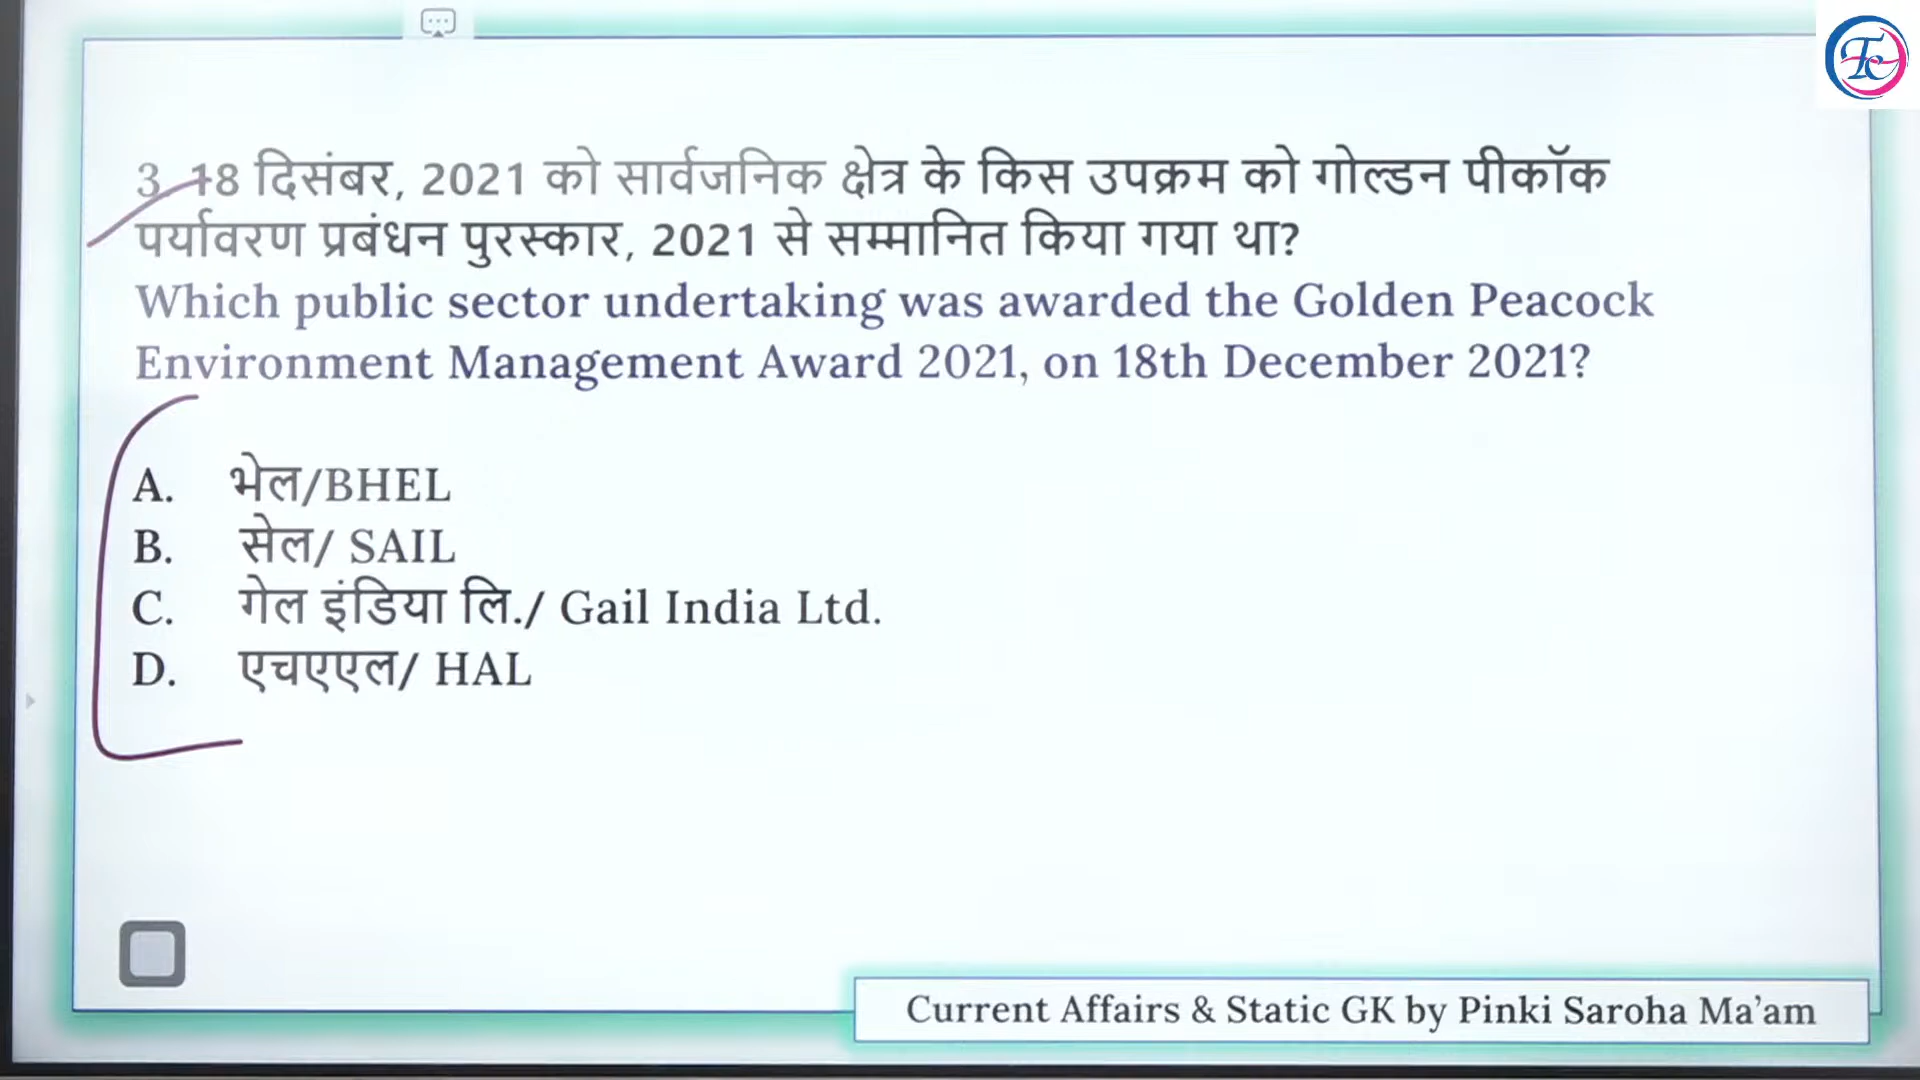 Tc
3. 18 दिसंबर, 2021 को सार्वजनिक क्षेत्र के किस उपक्रम को गोल्डन पीकॉक
पर्यावरण प्रबंधन पुरस्कार, 2021 से सम्मानित किया गया था?
Which public sector undertaking was awarded the Golden Peacock
Environment Management Award 2021, on 18th December 2021?
A. भेल/BHEL
B. सेल/ SAIL
C. गेल इंडिया लि./ Gail India Ltd.
D. एचएएल/ HAL
Current Affairs & Static GK by Pinki Saroha Ma’am